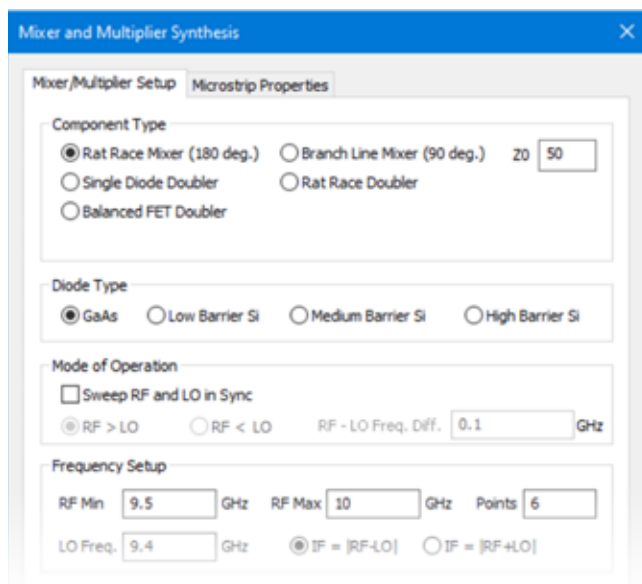 Mixer and Multiplier Synthesis
Mixer/Multiplier Setup Microstrip Properties
Component Type
Rat Race Mixer (180 deg.) Branch Line Mixer (90 deg.) Z0 50
Single Diode Doubler Rat Race Doubler
Balanced FET Doubler
Diode Type
GaAs Low Barrier Si Medium Barrier Si High Barrier Si
Mode of Operation
Sweep RF and LO in Sync
RF > LO RF < LO RF - LO Freq. Diff. 0.1 GHz
Frequency Setup
RF Min 9.5 GHz RF Max 10 GHz Points 6
LO Freq. 9.4 GHz IF = |RF-LO| IF = |RF+LO|